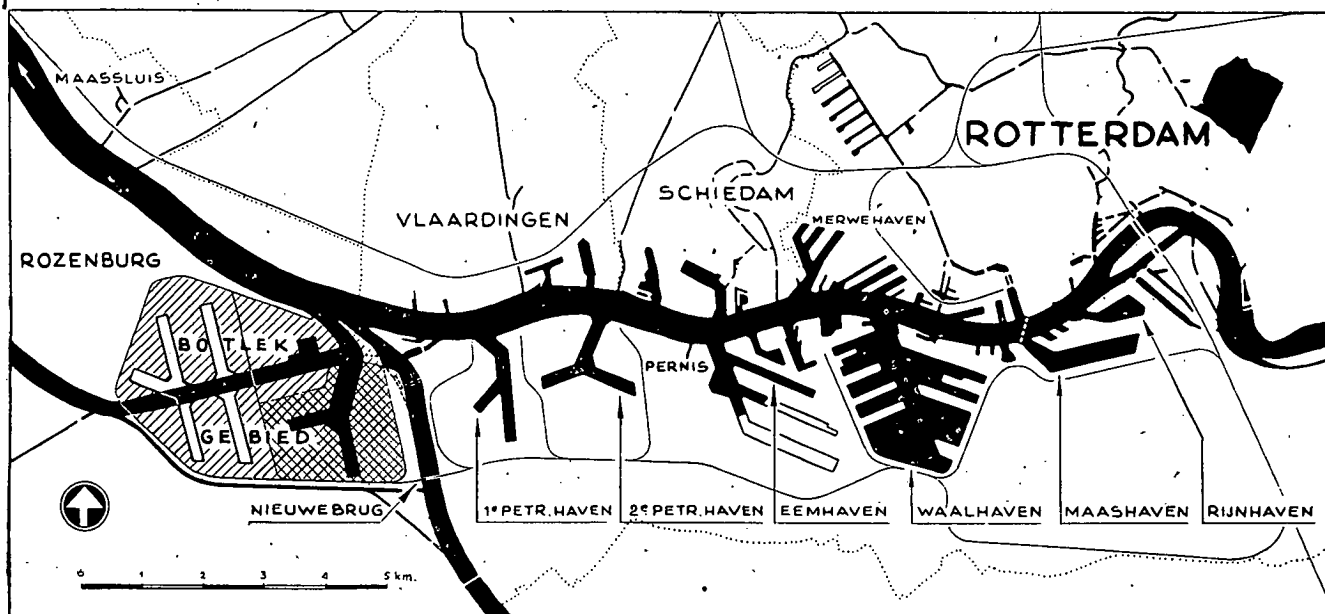 MAASSLUIS
ROTTERDAM
SCHIEDAM
VLAARDINGEN
MERWEHAVEN
ROZENBURG
BOTLEK
PERNIS
GEBIED
NIEUWEBRUG
1e PETR. HAVEN
2e PETR. HAVEN
EEMHAVEN
WAALHAVEN
MAASHAVEN
RIJNHAVEN
0 1 2 3 4 5 km.